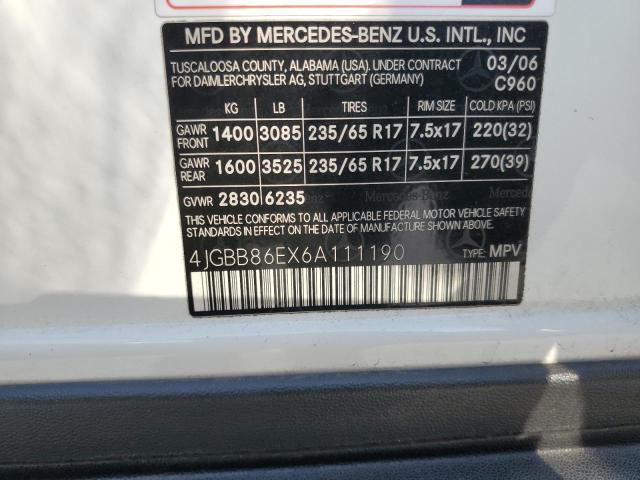 MFD BY MERCEDES-BENZ U.S. INTL., INC
TUSCALOOSA COUNTY, ALABAMA (USA). UNDER CONTRACT 03/06
FOR DAIMLERCHRYSLER AG, STUTTGART (GERMANY) C960
KG LB TIRES RIM SIZE COLD KPA (PSI)
GAWR FRONT 1400 3085 235/65 R17 7.5x17 220(32)
GAWR REAR 1600 3525 235/65 R17 7.5x17 270(39)
GVWR 2830 6235
THIS VEHICLE CONFORMS TO ALL APPLICABLE FEDERAL MOTOR VEHICLE SAFETY STANDARDS IN EFFECT ON THE DATE OF MANUFACTURE SHOWN ABOVE
4JGBB86EX6A111190 TYPE: MPV